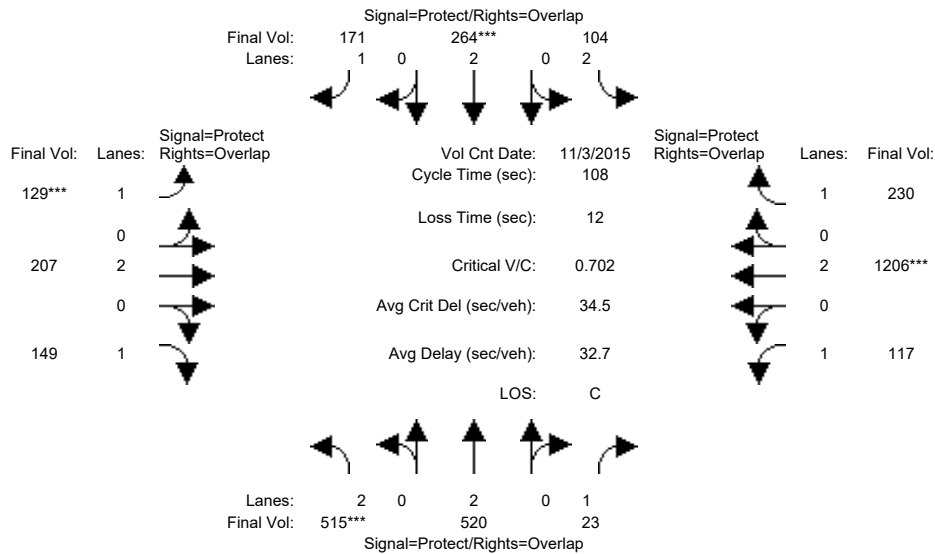 Signal=Protect/Rights=Overlap
Final Vol: 171 264*** 104
Lanes: 1 0 2 0 2
Signal=Protect
Final Vol: Lanes: Rights=Overlap
Vol Cnt Date: 11/3/2015
Signal=Protect
Rights=Overlap Lanes: Final Vol:
Cycle Time (sec): 108
129*** 1
1 230
Loss Time (sec): 12
0
0
207 2
Critical V/C: 0.702
2 1206***
0
Avg Crit Del (sec/veh): 34.5
0
149 1
Avg Delay (sec/veh): 32.7
1 117
LOS: C
Lanes: 2 0 2 0 1
Final Vol: 515*** 520 23
Signal=Protect/Rights=Overlap